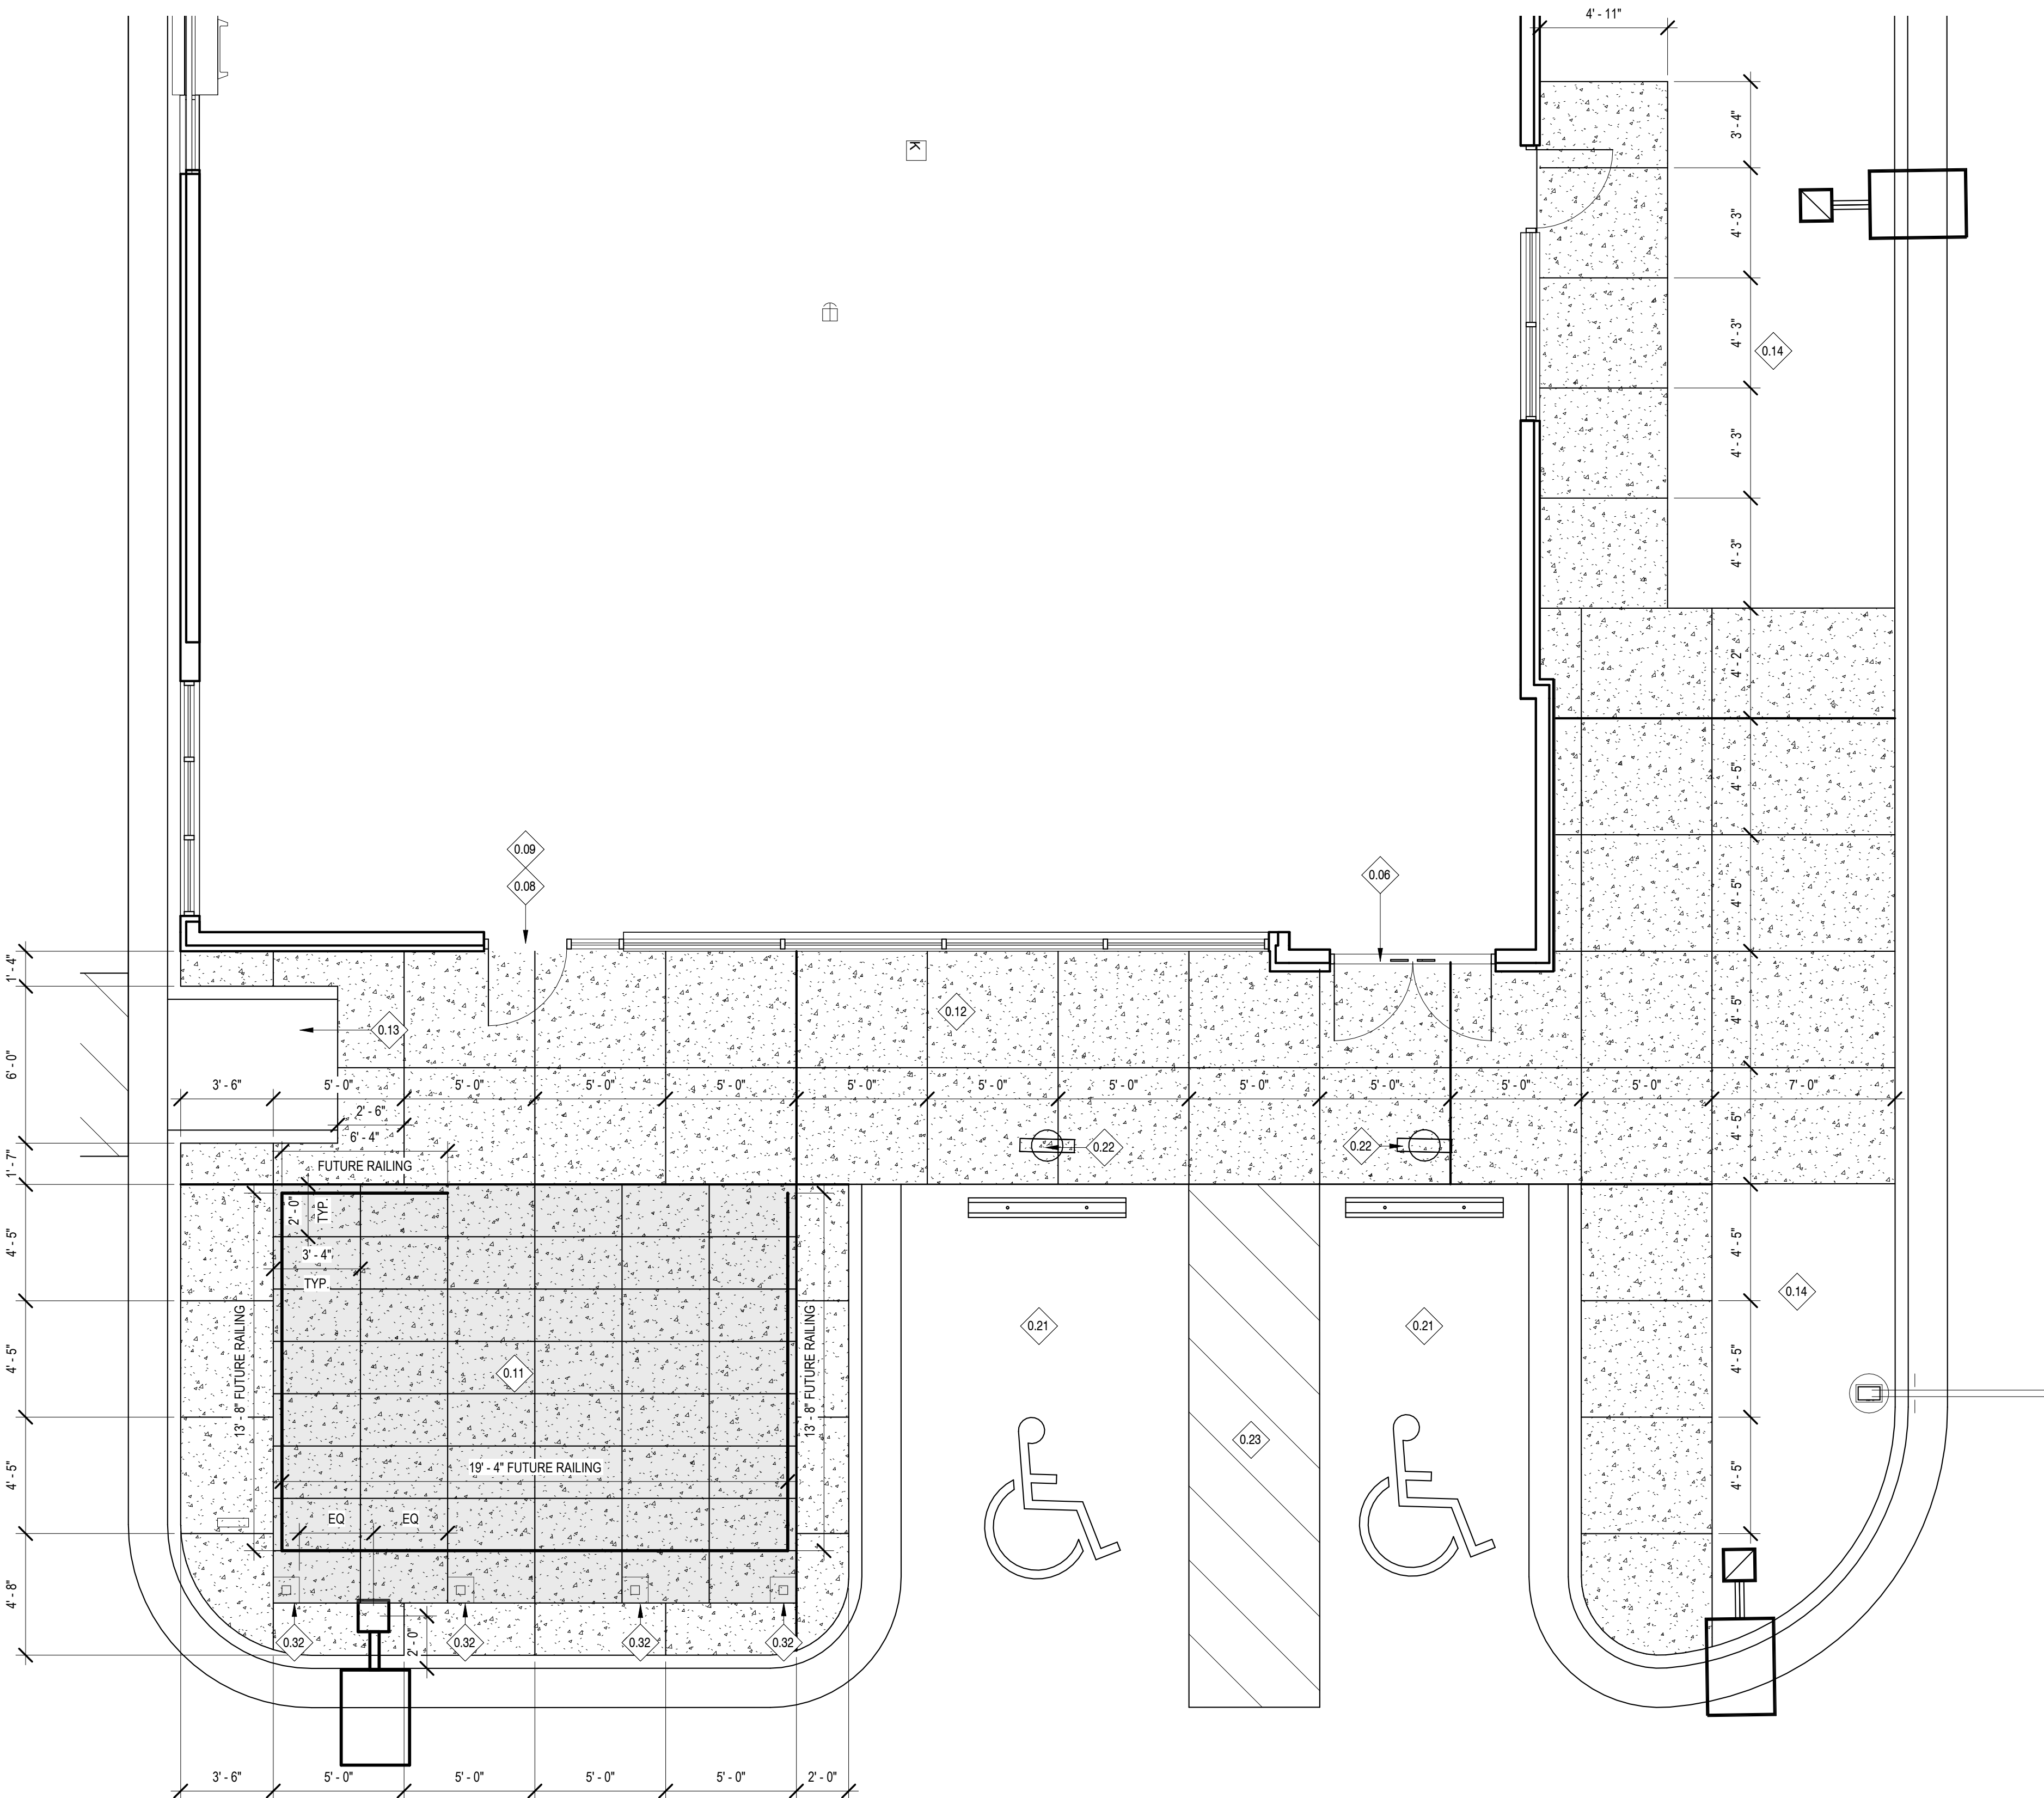 4' - 11"
3' - 4"
K
4' - 3"
4' - 3"
0.14
4' - 3"
4' - 3"
4' - 2"
4' - 5"
0.09
0.06
0.08
4' - 5"
1' - 4"
0.12
4' - 5"
0.13
6' - 0"
3' - 6"
5' - 0"
5' - 0"
5' - 0"
5' - 0"
5' - 0"
5' - 0"
5' - 0"
5' - 0"
5' - 0"
5' - 0"
5' - 0"
7' - 0"
2' - 6"
4' - 5"
6' - 4"
0.22
0.22
1' - 7"
FUTURE RAILING
2' - 0"
TYP.
4' - 5"
4' - 5"
3' - 4"
TYP.
0.14
0.21
0.21
13' - 8" FUTURE RAILING
13' - 8" FUTURE RAILING
4' - 5"
4' - 5"
0.11
0.23
19' - 4" FUTURE RAILING
4' - 5"
4' - 5"
EQ
EQ
4' - 8"
0.32
0.32
2' - 0"
0.32
0.32
3' - 6"
5' - 0"
5' - 0"
5' - 0"
5' - 0"
2' - 0"